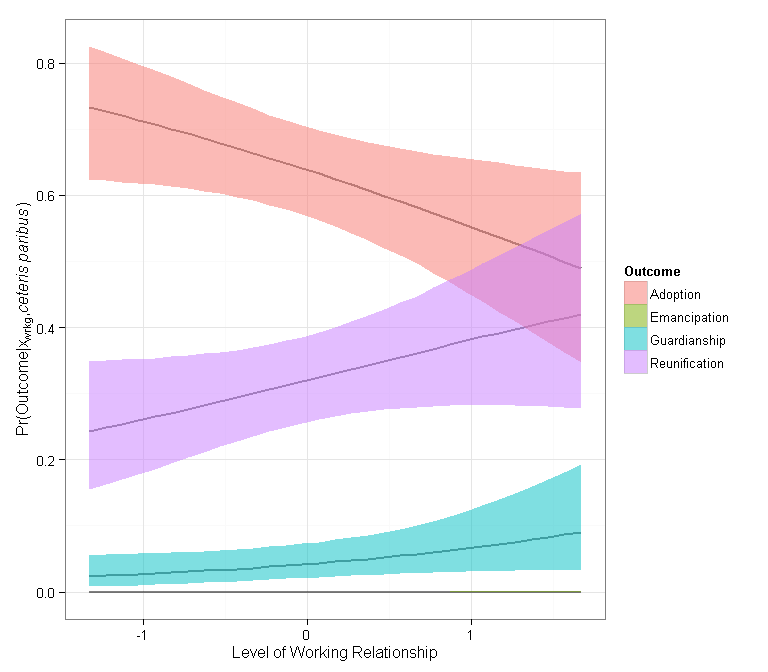 0.8
0.6
0.4
0.2
0.0
-1
0
1
Level of Working Relationship
Pr(Outcome|xwrkg,ceteris paribus)
Outcome
Adoption
Emancipation
Guardianship
Reunification